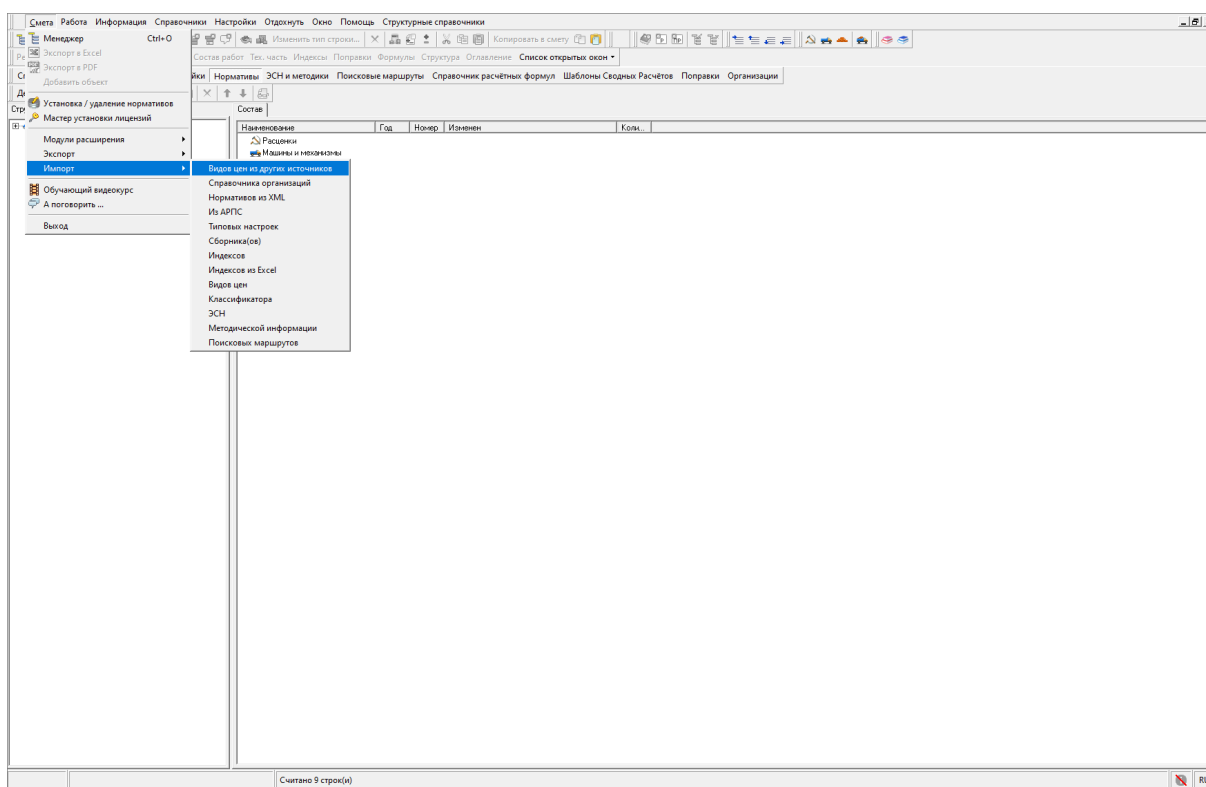 Смета Работа Информация Справочники Настройки Отдохнуть Окно Помощь Структурные справочники
Менеджер Ctrl+O
Изменить тип строки... Копировать в смету
Экспорт в Excel
Состав работ Тех. часть Индексы Поправки Формулы Структура Оглавление Список открытых окон
Экспорт в PDF
Нормативы ЭСН и методики Поисковые маршруты Справочник расчётных формул Шаблоны Сводных Расчётов Поправки Организации
Добавить объект
Установка / удаление нормативов
Состав
Мастер установки лицензий
Наименование Год Номер Изменен Коли...
Модули расширения
Расценки
Экспорт
Машины и механизмы
Импорт
Видов цен из других источников
Справочника организаций
Обучающий видеокурс
Нормативов из XML
А поговорить ...
Из АРПС
Выход
Типовых настроек
Сборника(ов)
Индексов
Индексов из Excel
Видов цен
Классификатора
ЭСН
Методической информации
Поисковых маршрутов
Считано 9 строк(и)